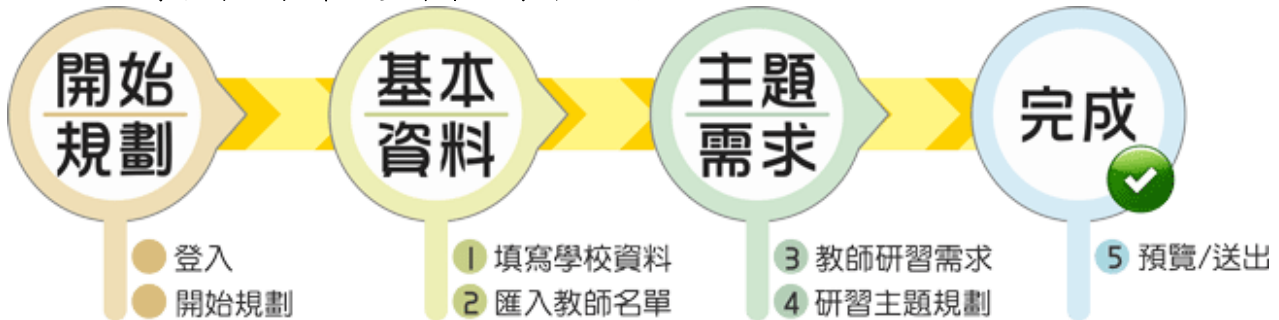 開始
規劃
登入
開始規劃
基本
資料
1 填寫學校資料
2 匯入教師名單
主題
需求
3 教師研習需求
4 研習主題規劃
完成
5 預覽/送出